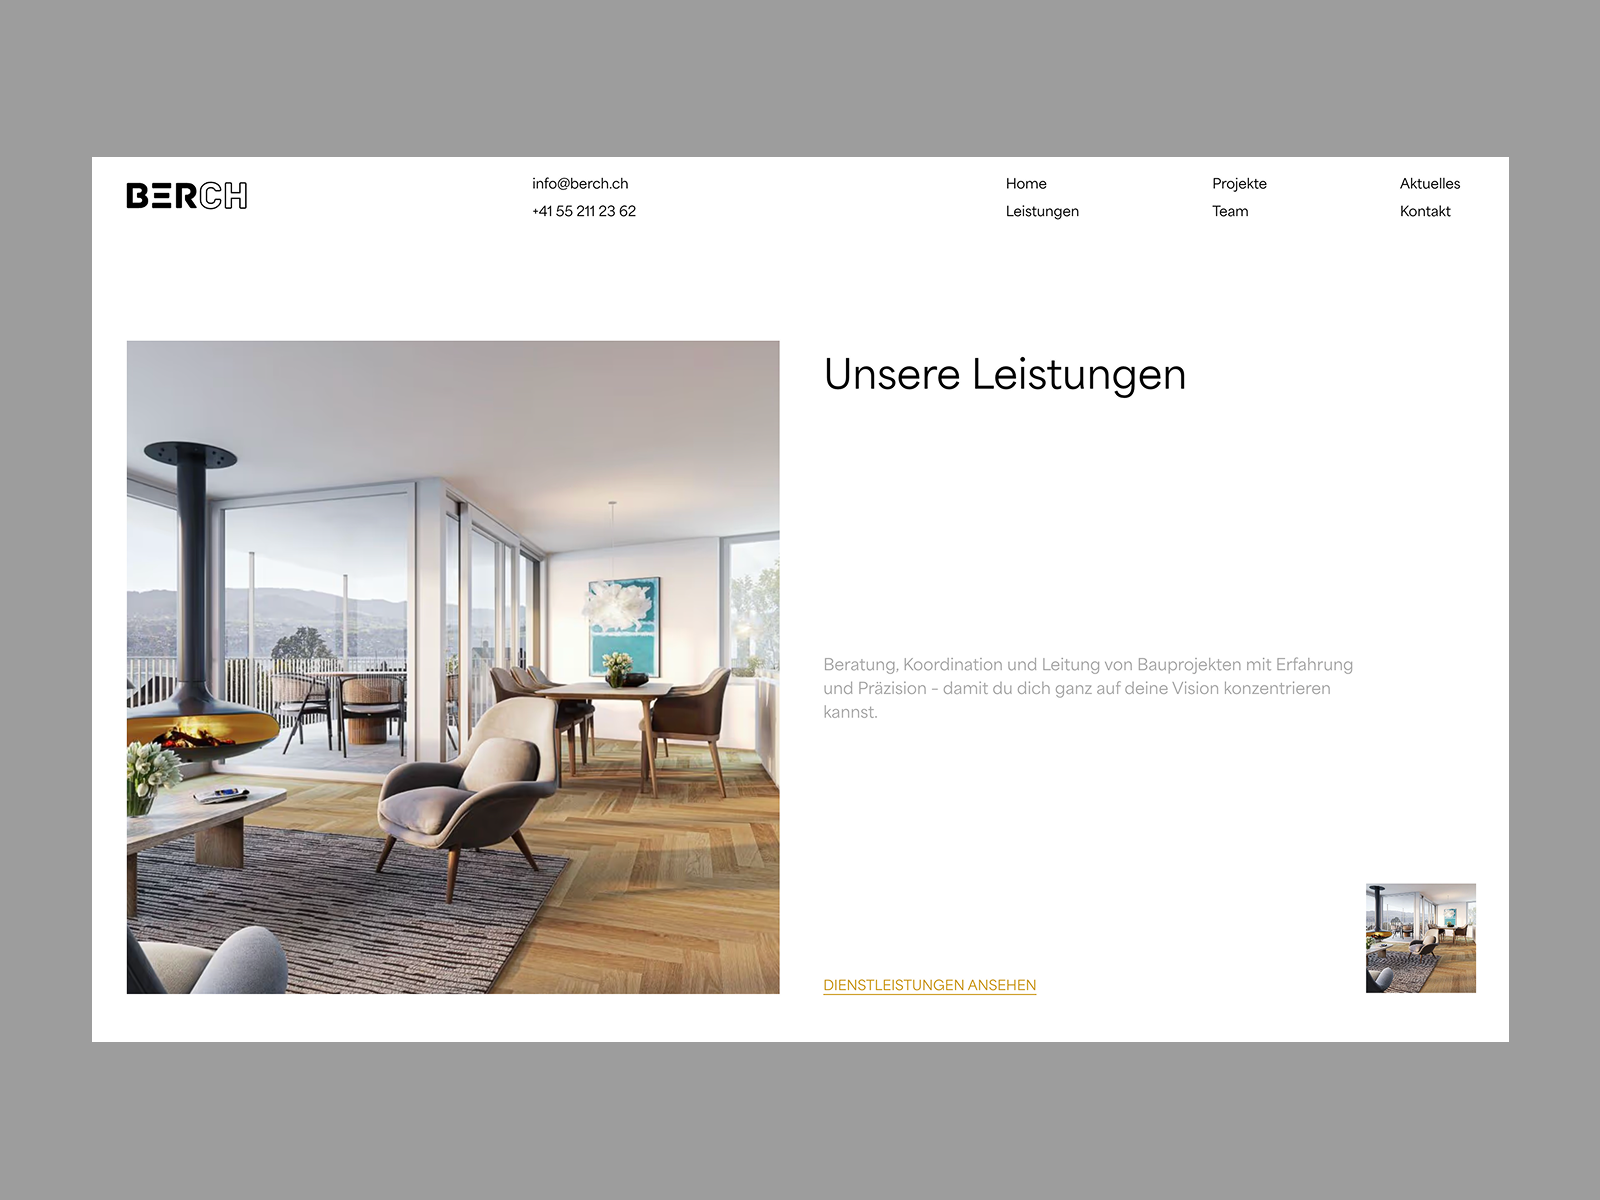 BERCH
info@berch.ch
+41 55 211 23 62
Home
Leistungen
Projekte
Team
Aktuelles
Kontakt
Unsere Leistungen
Beratung, Koordination und Leitung von Bauprojekten mit Erfahrung
und Präzision – damit du dich ganz auf deine Vision konzentrieren
kannst.
DIENSTLEISTUNGEN ANSEHEN